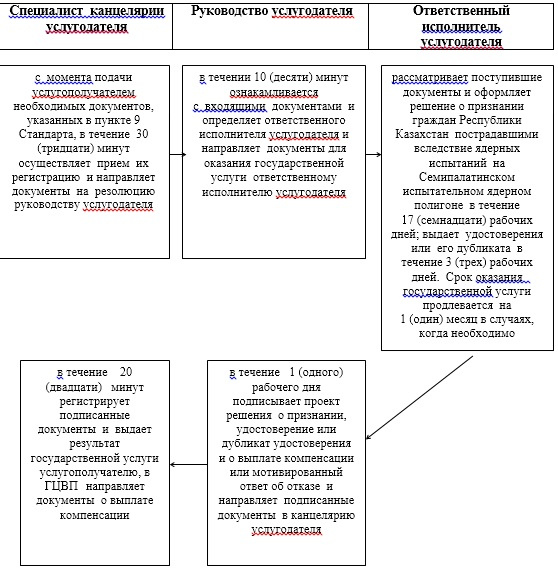 Специалист канцелярии
услугодателя
Руководство услугодателя
Ответственный
исполнитель
услугодателя
с момента подачи
услугополучателем
необходимых документов,
указанных в пункте 9
Стандарта, в течение 30
(тридцати) минут
осуществляет прием их
регистрацию и направляет
документы на резолюцию
руководству услугодателя
в течении 10 (десяти) минут
ознакамливается
с входящими документами и
определяет ответственного
исполнителя услугодателя и
направляет документы для
оказания государственной
услуги ответственному
исполнителю услугодателя
рассматривает поступившие
документы и оформляет
решение о признании
граждан Республики
Казахстан пострадавшими
вследствие ядерных
испытаний на
Семипалатинском
испытательном ядерном
полигоне в течение
17 (семнадцати) рабочих
дней; выдает удостоверения
или его дубликата в
течение 3 (трех) рабочих
дней. Срок оказания
государственной услуги
продлевается на
1 (один) месяц в случаях,
когда необходимо
в течение 20
(двадцати) минут
регистрирует
подписанные
документы и выдает
результат
государственной услуги
услугополучателю, в
ГЦВП направляет
документы о выплате
компенсации
в течение 1 (одного)
рабочего дня
подписывает проект
решения о признании,
удостоверение или
дубликат удостоверения
и о выплате компенсации
или мотивированный
ответ об отказе и
направляет подписанные
документы в канцелярию
услугодателя